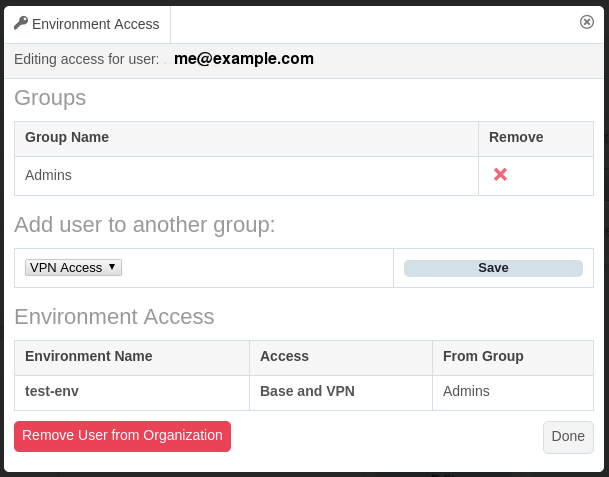 Environment Access
Editing access for user: me@example.com
Groups
Group Name Remove
Admins
Add user to another group:
VPN Access Save
Environment Access
Environment Name Access From Group
test-env Base and VPN Admins
Remove User from Organization Done